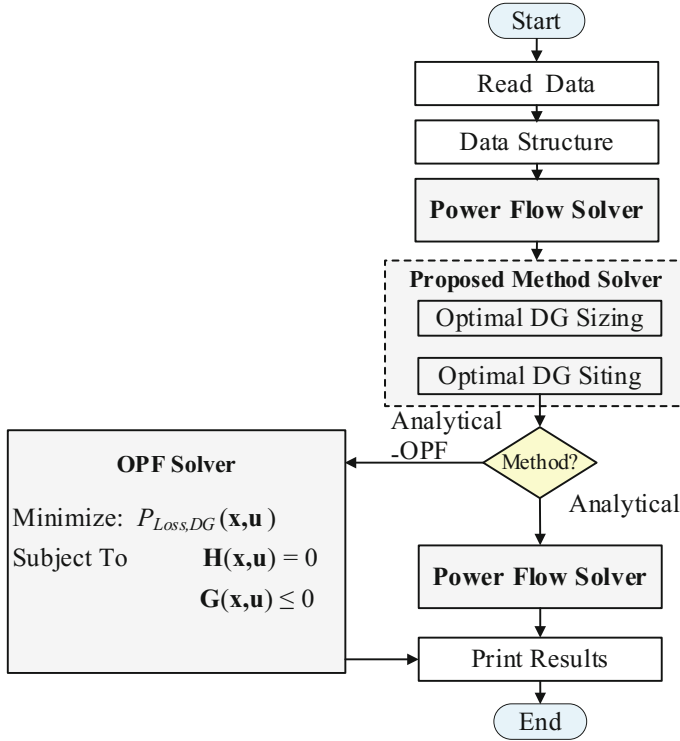 Start
Read Data
Data Structure
Power Flow Solver
Proposed Method Solver
Optimal DG Sizing
Optimal DG Siting
Analytical
-OPF
Method?
Analytical
OPF Solver
Minimize: P_{Loss,DG}(x,u)
Subject To H(x,u) = 0
G(x,u) ≤ 0
Power Flow Solver
Print Results
End